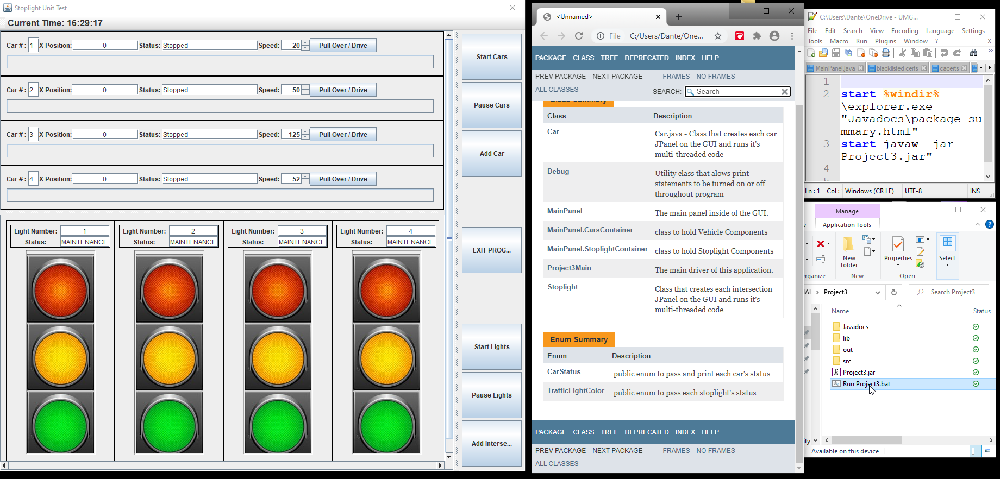 Stoplight Unit Test
Current Time: 16:29:17
Car # : 1 X Position: 0 Status: Stopped Speed: 20 Pull Over / Drive
Car # : 2 X Position: 0 Status: Stopped Speed: 50 Pull Over / Drive
Car # : 3 X Position: 0 Status: Stopped Speed: 125 Pull Over / Drive
Car # : 4 X Position: 0 Status: Stopped Speed: 52 Pull Over / Drive
Light Number: 1
Status: MAINTENANCE
Light Number: 2
Status: MAINTENANCE
Light Number: 3
Status: MAINTENANCE
Light Number: 4
Status: MAINTENANCE
Start Cars
Pause Cars
Add Car
EXIT PROG...
Start Lights
Pause Lights
Add Interse...
<Unnamed>
File C:/Users/Dante/One...
PACKAGE CLASS TREE DEPRECATED INDEX HELP
PREV PACKAGE NEXT PACKAGE FRAMES NO FRAMES
ALL CLASSES
SEARCH: Search
Class Summary
Class Description
Car Car.java - Class that creates each car
JPanel on the GUI and runs it's
multi-threaded code
Debug Utility class that alows print
statements to be turned on or off
throughout program
MainPanel The main panel inside of the GUI.
MainPanel.CarsContainer class to hold Vehicle Components
MainPanel.StoplightContainer class to hold Stoplight Components
Project3Main The main driver of this application.
Stoplight Class that creates each intersection
JPanel on the GUI and runs it's
multi-threaded code
Enum Summary
Enum Description
CarStatus public enum to pass and print each car's status
TrafficLightColor public enum to pass each stoplight's status
PACKAGE CLASS TREE DEPRECATED INDEX HELP
PREV PACKAGE NEXT PACKAGE FRAMES NO FRAMES
ALL CLASSES
C:\Users\Dante\OneDrive - UMG...
File Edit Search View Encoding Language Settings
Tools Macro Run Plugins Window ? X
MainPanel.java blacklisted.certs cacerts
1
2 start %windir%
\explorer.exe
"Javadocs\package-su
mmary.html"
3 start javaw -jar
Project3.jar"
4
5
Ln : 1 Col : Windows (CR LF) UTF-8 INS
Manage
Application Tools
New
folder
Properties
Select
rganize New Open
AL Project3 Search Project3
Name Status
Javadocs
lib
out
src
Project3.jar
Run Project3.bat
ity
Available on this device